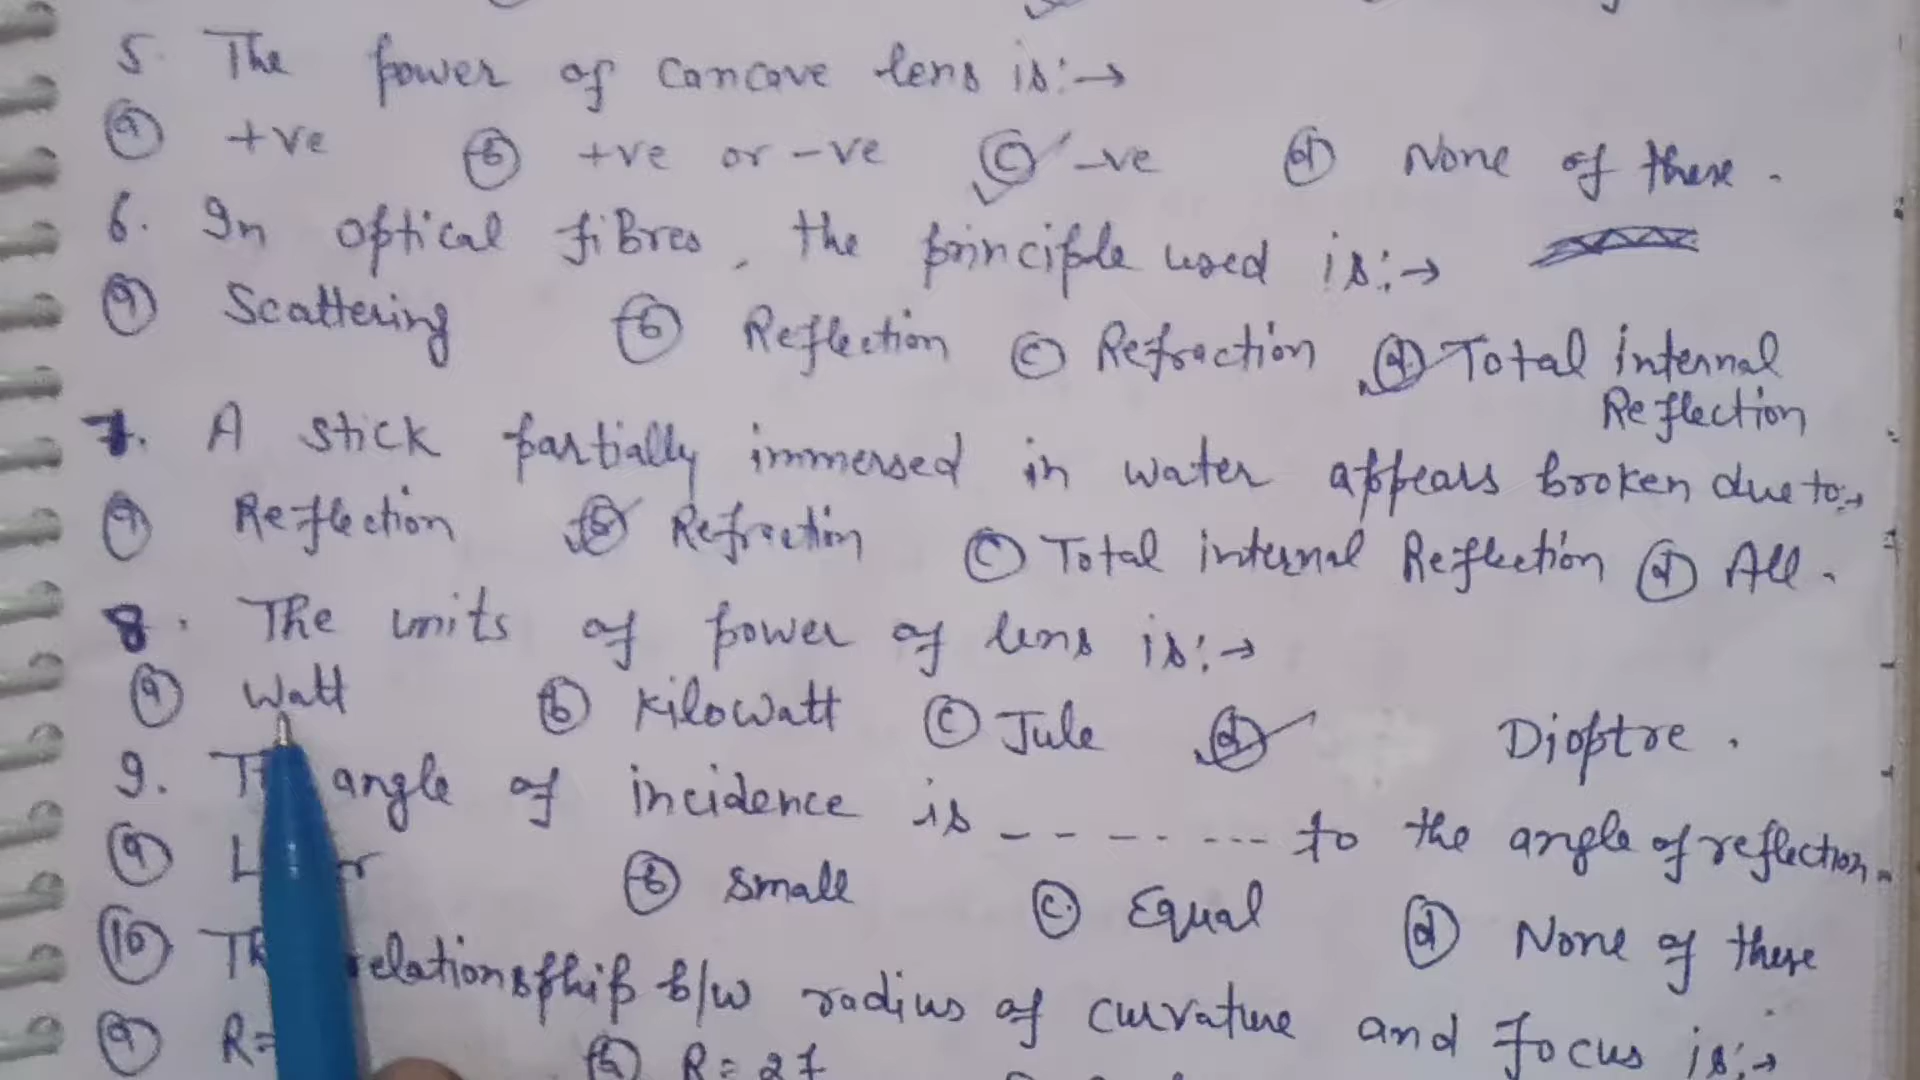 5. The power of concave lens is:→
ⓐ +ve ⓑ +ve or -ve ⓒ -ve ⓓ None of these.
6. In optical fiBres, the principle used is:→
ⓐ Scattering ⓑ Reflection ⓒ Refraction ⓓ Total internal
Reflection
7. A stick partially immersed in water appears broken due to→
ⓐ Reflection ⓑ Refraction ⓒ Total internal Reflection ⓓ All.
8. The units of power of lens is:→
ⓐ Watt ⓑ Kilowatt ⓒ Jule ⓓ Dioptre.
9. angle of incidence is ------- to the angle of reflection.
ⓐ ⓑ small ⓒ Equal ⓓ None of these
⑩ b/w radius of curvature and focus is:→
ⓐ R= ⓑ R=2f